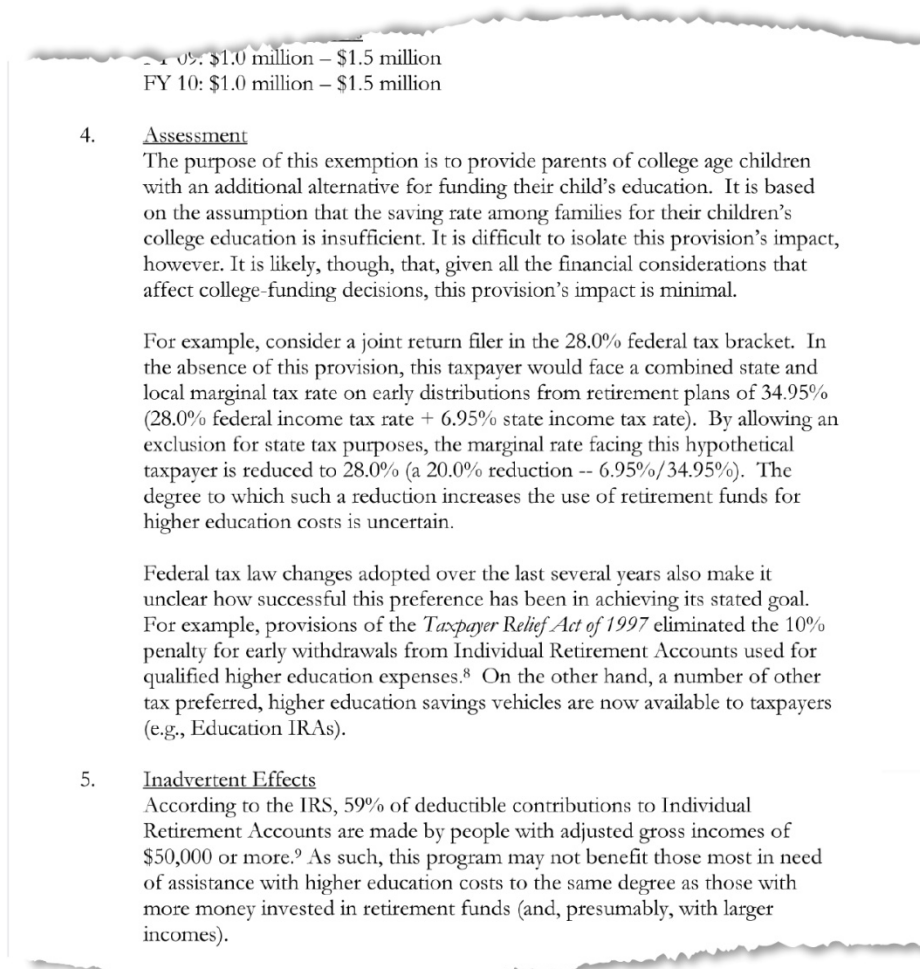 09: $1.0 million – $1.5 million
FY 10: $1.0 million – $1.5 million
4. Assessment
The purpose of this exemption is to provide parents of college age children
with an additional alternative for funding their child's education. It is based
on the assumption that the saving rate among families for their children's
college education is insufficient. It is difficult to isolate this provision's impact,
however. It is likely, though, that, given all the financial considerations that
affect college-funding decisions, this provision's impact is minimal.
For example, consider a joint return filer in the 28.0% federal tax bracket. In
the absence of this provision, this taxpayer would face a combined state and
local marginal tax rate on early distributions from retirement plans of 34.95%
(28.0% federal income tax rate + 6.95% state income tax rate). By allowing an
exclusion for state tax purposes, the marginal rate facing this hypothetical
taxpayer is reduced to 28.0% (a 20.0% reduction -- 6.95%/34.95%). The
degree to which such a reduction increases the use of retirement funds for
higher education costs is uncertain.
Federal tax law changes adopted over the last several years also make it
unclear how successful this preference has been in achieving its stated goal.
For example, provisions of the Taxpayer Relief Act of 1997 eliminated the 10%
penalty for early withdrawals from Individual Retirement Accounts used for
qualified higher education expenses.⁸ On the other hand, a number of other
tax preferred, higher education savings vehicles are now available to taxpayers
(e.g., Education IRAs).
5. Inadvertent Effects
According to the IRS, 59% of deductible contributions to Individual
Retirement Accounts are made by people with adjusted gross incomes of
$50,000 or more.⁹ As such, this program may not benefit those most in need
of assistance with higher education costs to the same degree as those with
more money invested in retirement funds (and, presumably, with larger
incomes).